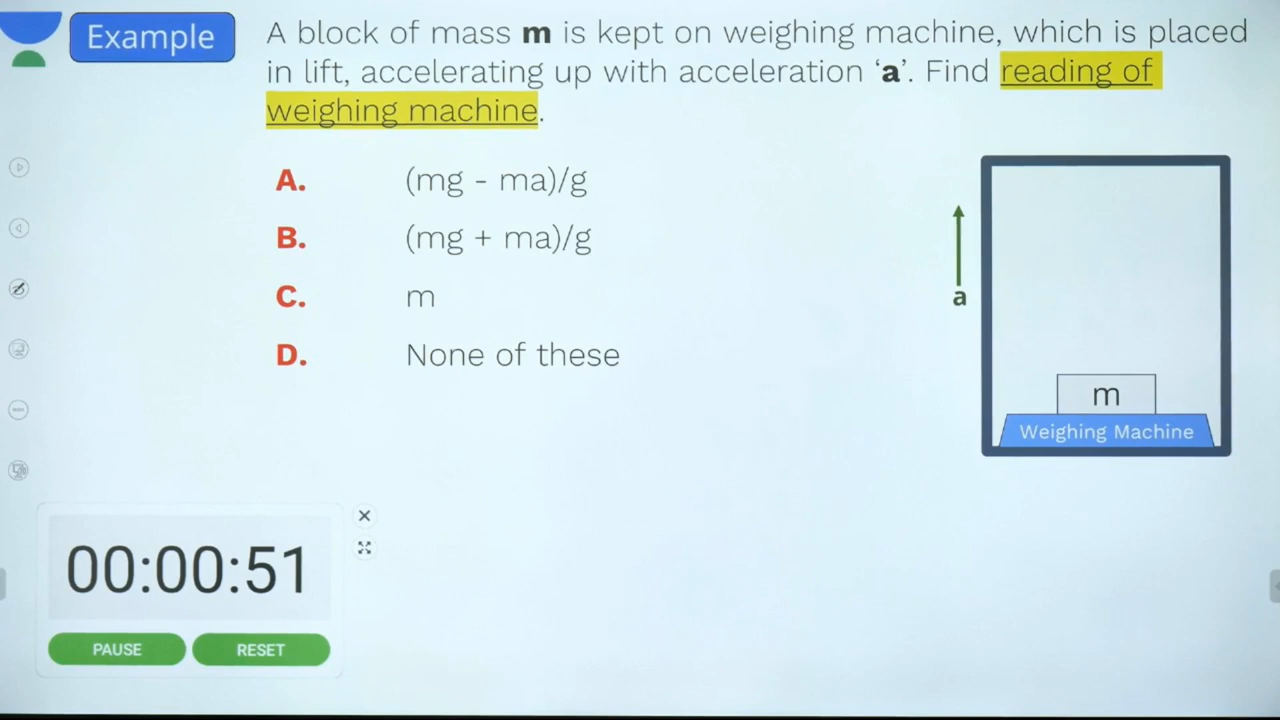 Example
A block of mass m is kept on weighing machine, which is placed
in lift, accelerating up with acceleration ‘a’. Find reading of
weighing machine.
A. (mg - ma)/g
B. (mg + ma)/g
C. m
D. None of these
a
m
Weighing Machine
00:00:51
PAUSE
RESET